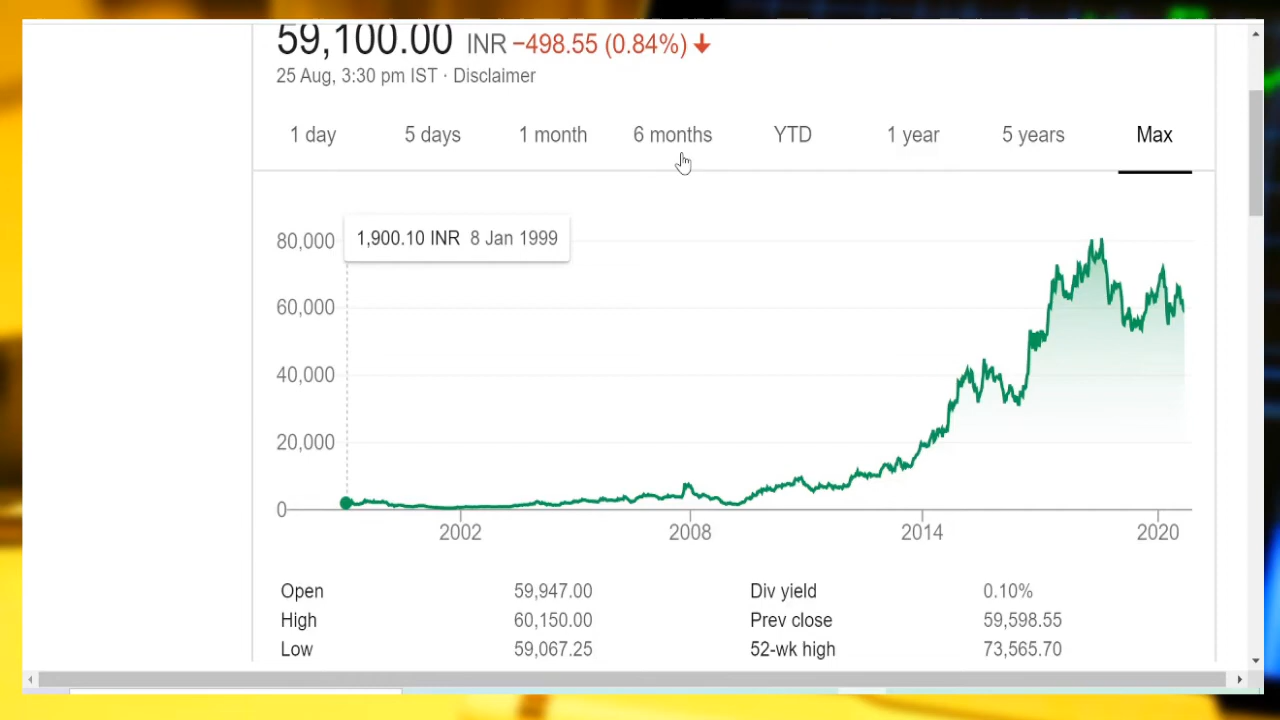 59,100.00 INR −498.55 (0.84%)
25 Aug, 3:30 pm IST · Disclaimer
1 day 5 days 1 month 6 months YTD 1 year 5 years Max
1,900.10 INR 8 Jan 1999
80,000
60,000
40,000
20,000
0
2002 2008 2014 2020
Open 59,947.00 Div yield 0.10%
High 60,150.00 Prev close 59,598.55
Low 59,067.25 52-wk high 73,565.70